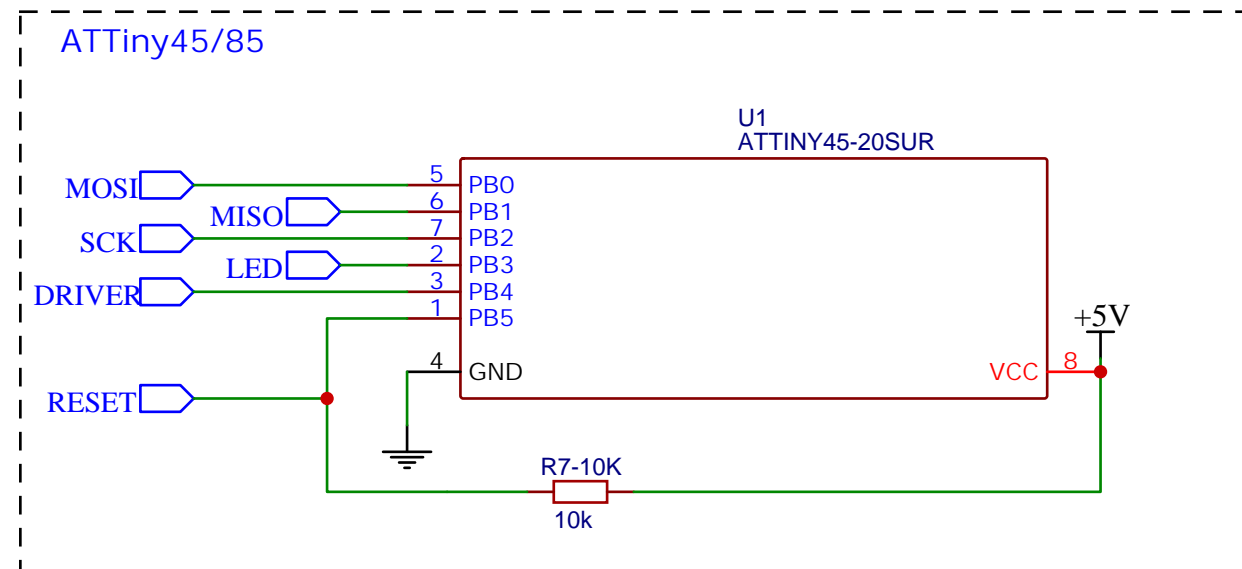 ATTiny45/85
U1
ATTINY45-20SUR
MOSI
5
PB0
MISO
6
PB1
SCK
7
PB2
LED
2
PB3
DRIVER
3
PB4
1
PB5
+5V
4
GND
VCC
8
RESET
R7-10K
10k